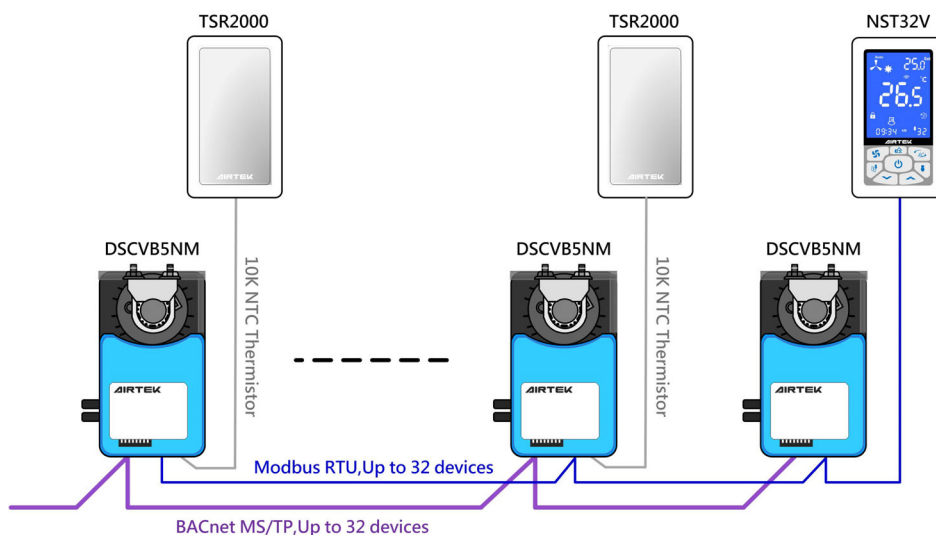 TSR2000
TSR2000
NST32V
25.0
°C
26.5
09:34
32
AIRTEK
AIRTEK
AIRTEK
DSCVB5NM
DSCVB5NM
DSCVB5NM
10K NTC Thermistor
10K NTC Thermistor
AIRTEK
AIRTEK
AIRTEK
Modbus RTU,Up to 32 devices
BACnet MS/TP,Up to 32 devices